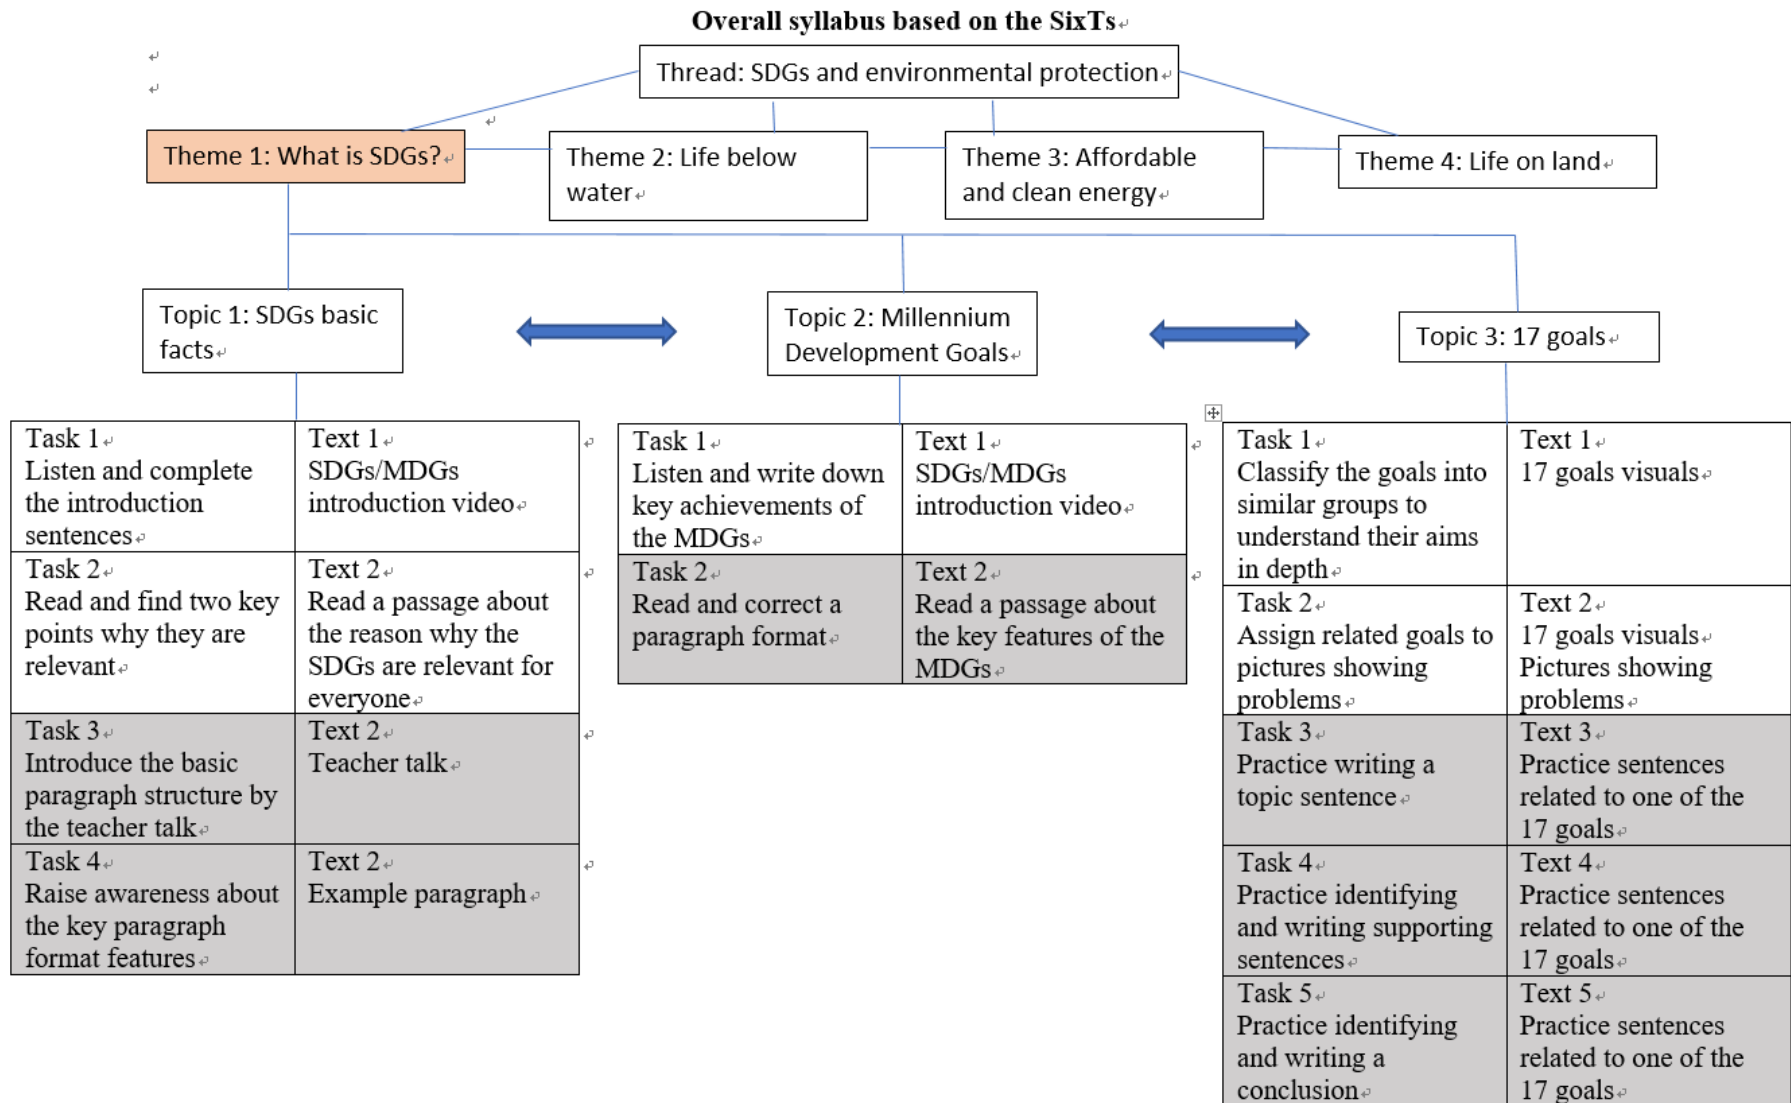 Overall syllabus based on the SixTs
Thread: SDGs and environmental protection
Theme 1: What is SDGs?
Theme 2: Life below
water
Theme 3: Affordable
and clean energy
Theme 4: Life on land
Topic 1: SDGs basic
facts
Topic 2: Millennium
Development Goals
Topic 3: 17 goals
Task 1
Listen and complete
the introduction
sentences
Text 1
SDGs/MDGs
introduction video
Task 2
Read and find two key
points why they are
relevant
Text 2
Read a passage about
the reason why the
SDGs are relevant for
everyone
Task 3
Introduce the basic
paragraph structure by
the teacher talk
Text 2
Teacher talk
Task 4
Raise awareness about
the key paragraph
format features
Text 2
Example paragraph
Task 1
Listen and write down
key achievements of
the MDGs
Text 1
SDGs/MDGs
introduction video
Task 2
Read and correct a
paragraph format
Text 2
Read a passage about
the key features of the
MDGs
Task 1
Classify the goals into
similar groups to
understand their aims
in depth
Text 1
17 goals visuals
Task 2
Assign related goals to
pictures showing
problems
Text 2
17 goals visuals
Pictures showing
problems
Task 3
Practice writing a
topic sentence
Text 3
Practice sentences
related to one of the
17 goals
Task 4
Practice identifying
and writing supporting
sentences
Text 4
Practice sentences
related to one of the
17 goals
Task 5
Practice identifying
and writing a
conclusion
Text 5
Practice sentences
related to one of the
17 goals